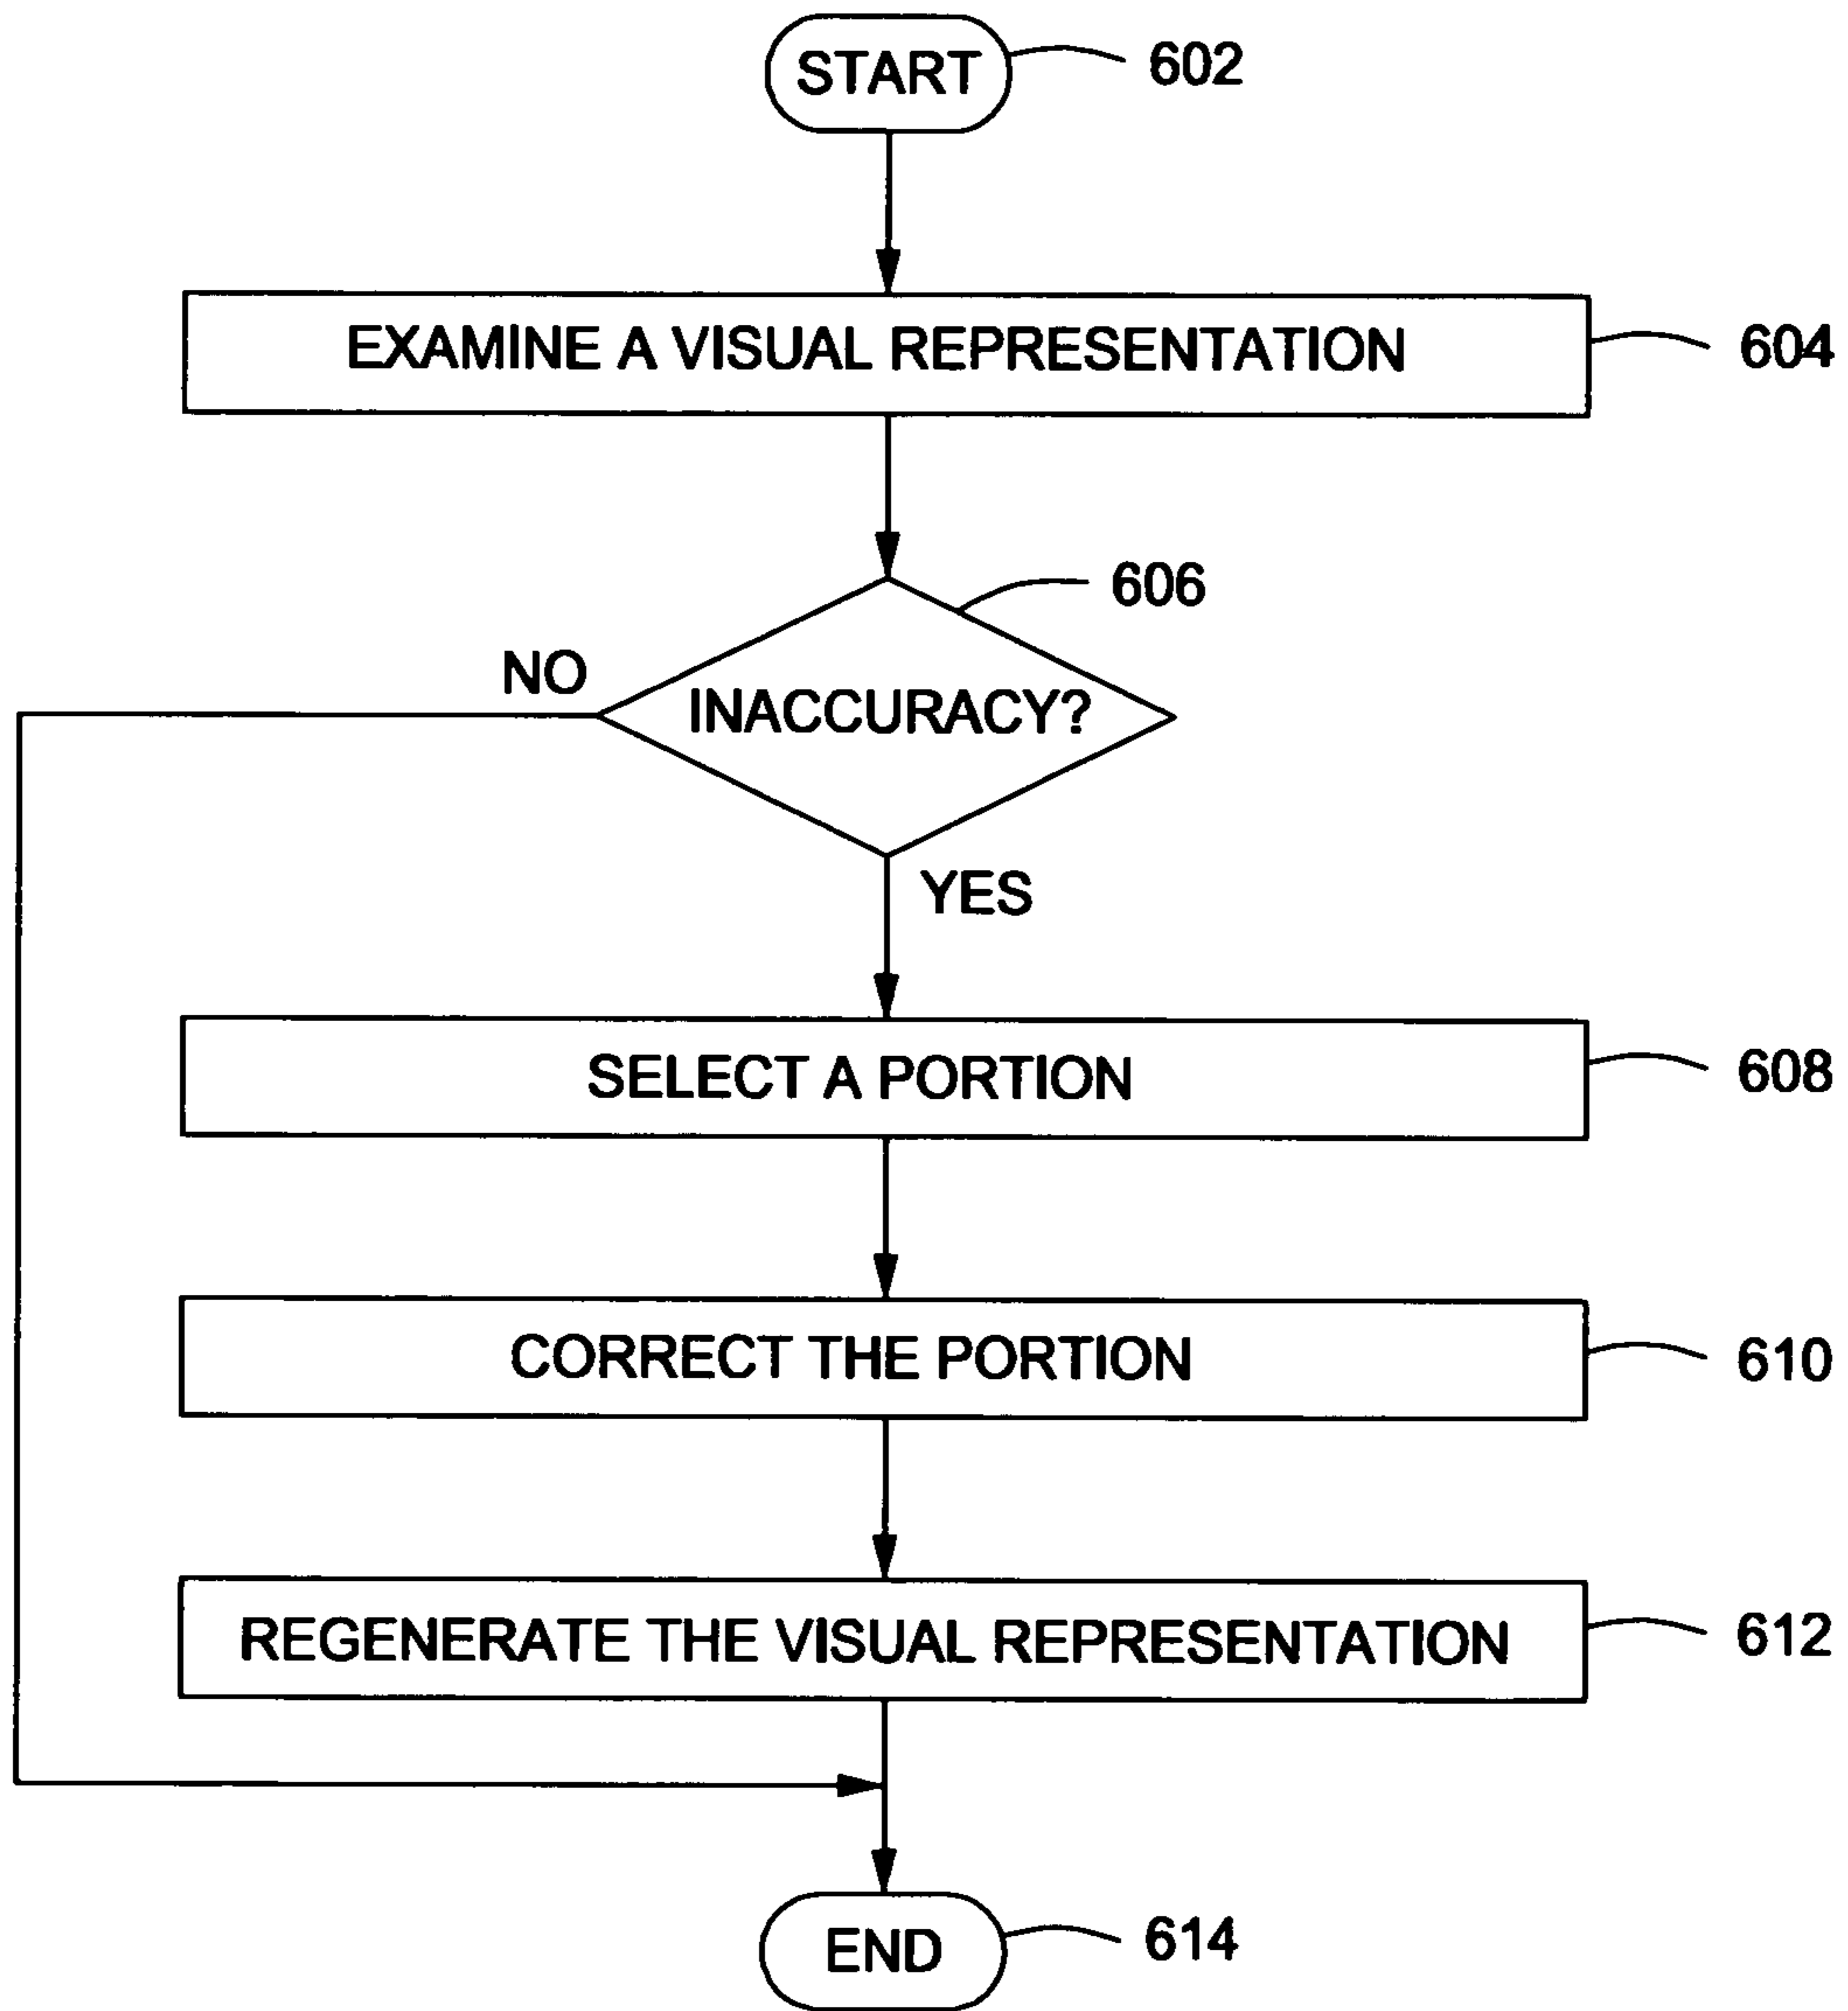 START
602
EXAMINE A VISUAL REPRESENTATION
604
606
NO
INACCURACY?
YES
SELECT A PORTION
608
CORRECT THE PORTION
610
REGENERATE THE VISUAL REPRESENTATION
612
END
614